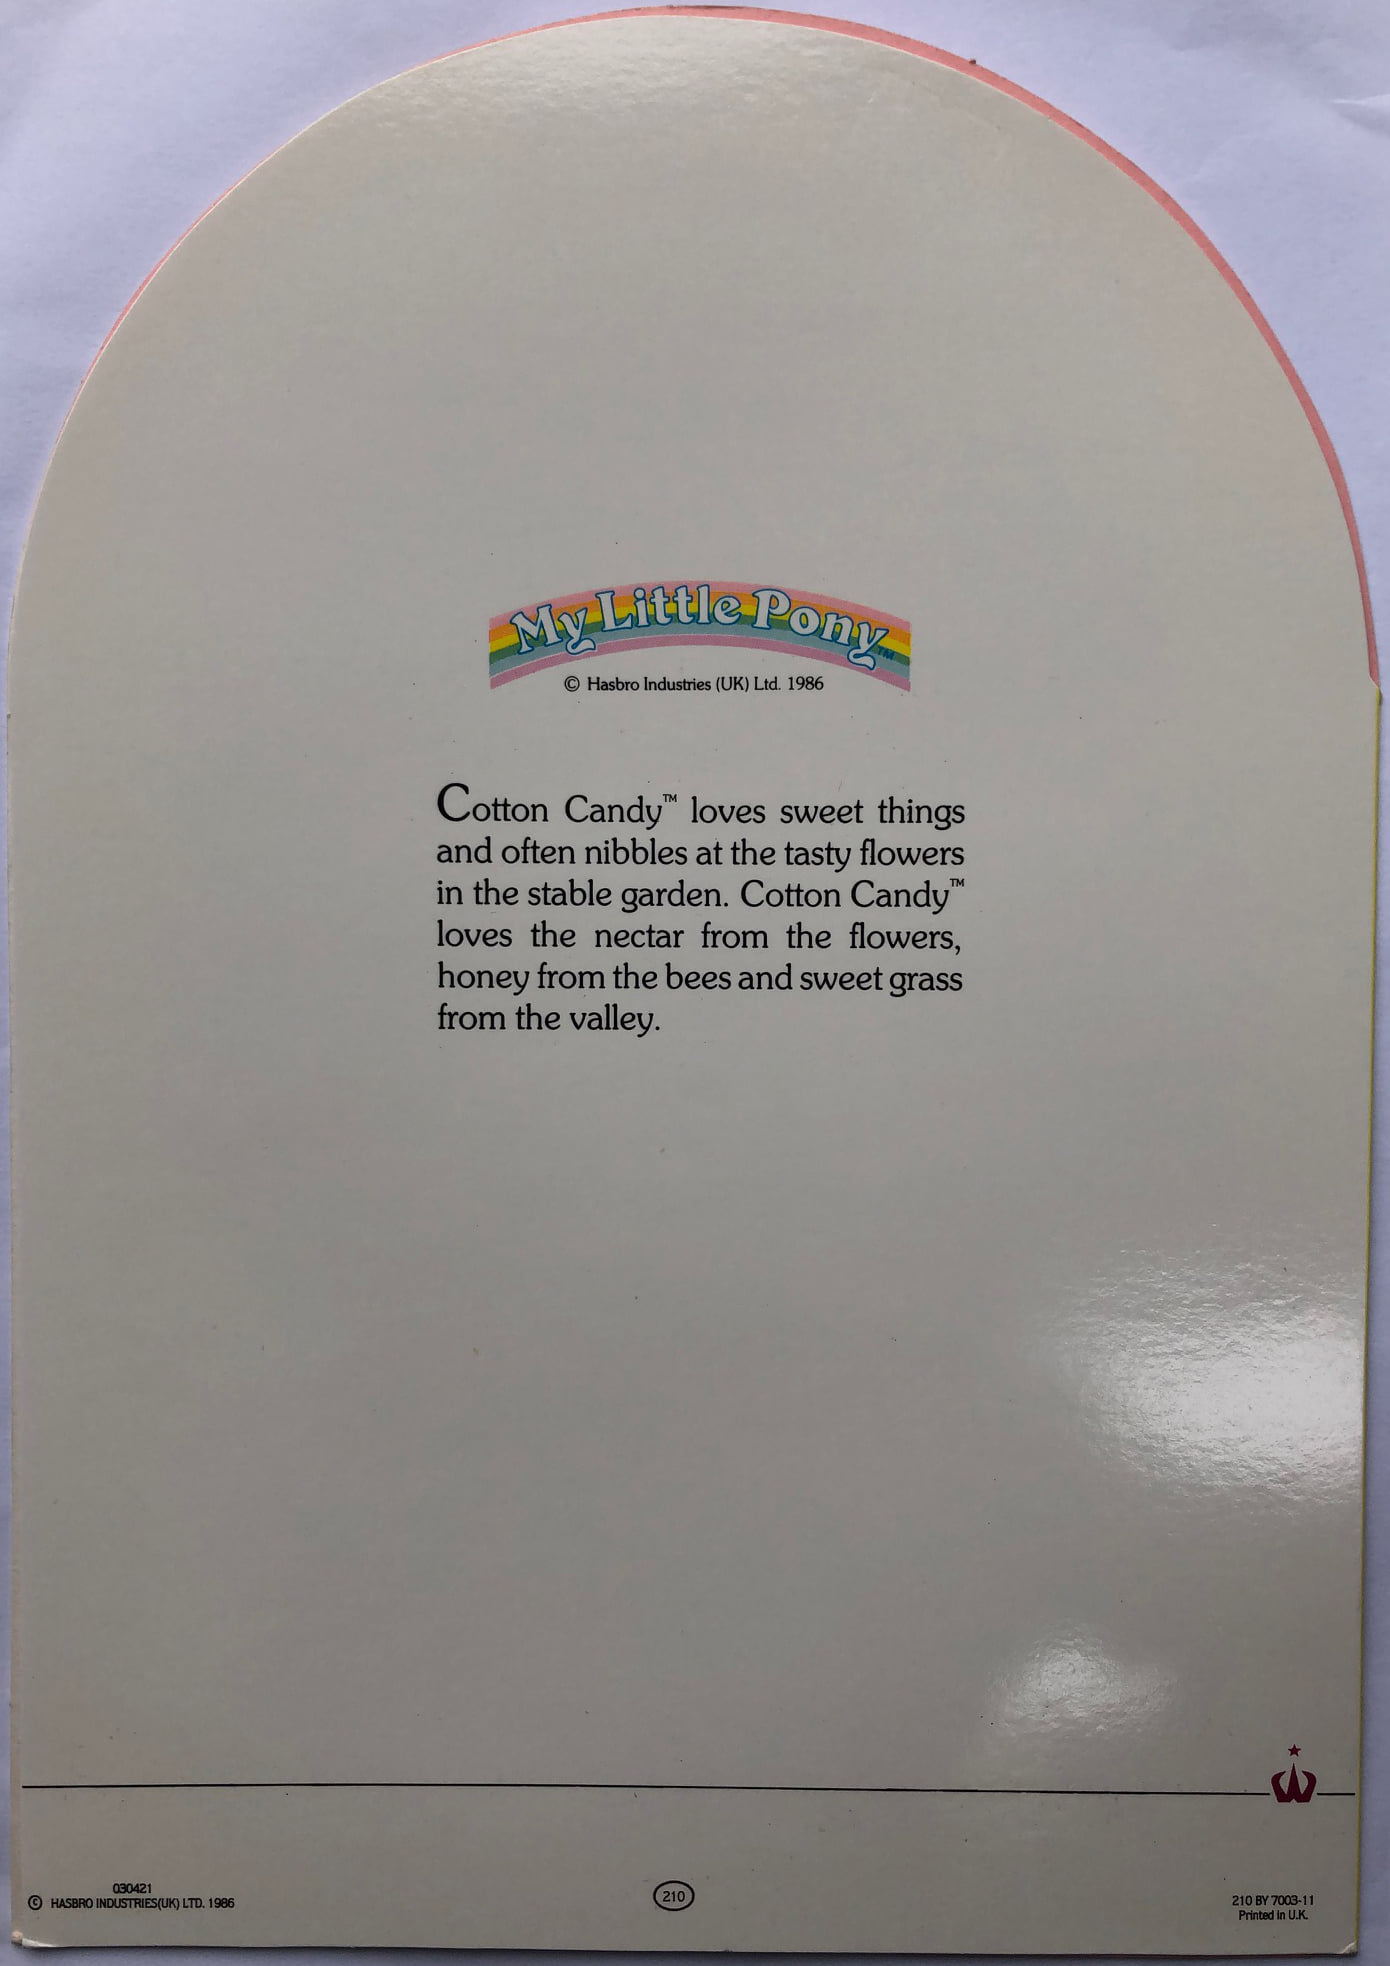 My Little Pony™
© Hasbro Industries (UK) Ltd. 1986
Cotton Candy™ loves sweet things
and often nibbles at the tasty flowers
in the stable garden. Cotton Candy™
loves the nectar from the flowers,
honey from the bees and sweet grass
from the valley.
030421
© HASBRO INDUSTRIES(UK) LTD. 1986
210
210 BY 7003-11
Printed in U.K.